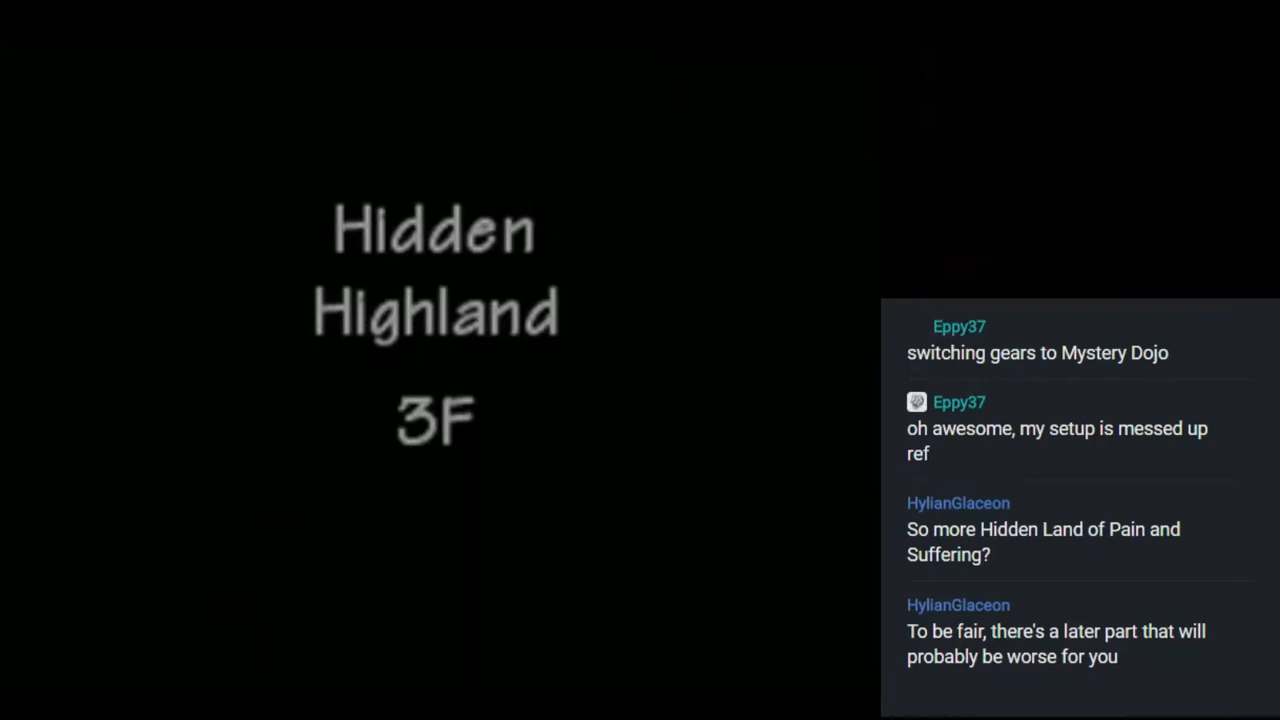 Hidden
Highland
3F
Eppy37
switching gears to Mystery Dojo
Eppy37
oh awesome, my setup is messed up
ref
HylianGlaceon
So more Hidden Land of Pain and
Suffering?
HylianGlaceon
To be fair, there's a later part that will
probably be worse for you